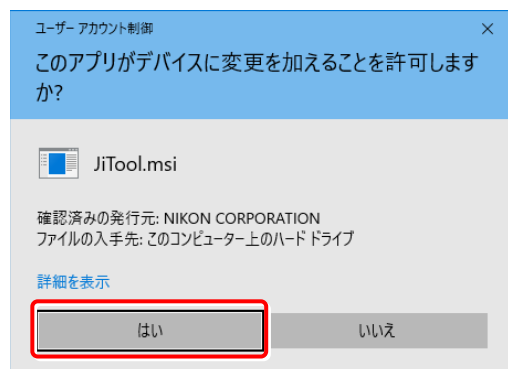 ユーザー アカウント制御
このアプリがデバイスに変更を加えることを許可します
か?
JiTool.msi
確認済みの発行元: NIKON CORPORATION
ファイルの入手先: このコンピューター上のハード ドライブ
詳細を表示
はい いいえ